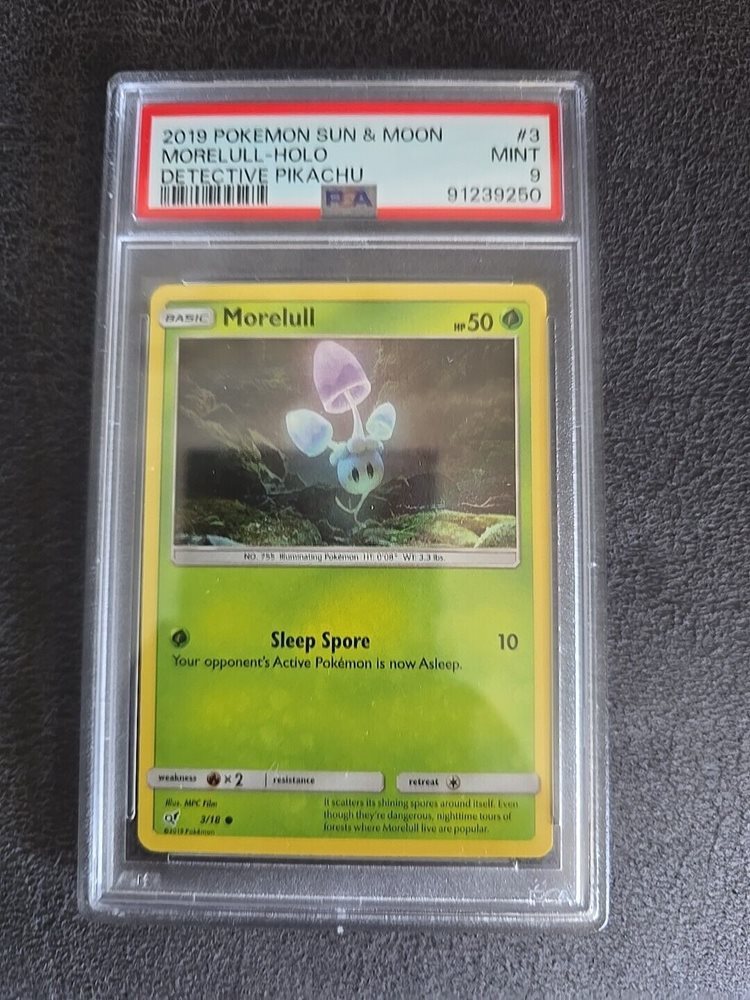 2019 POKEMON SUN & MOON #3
MORELULL-HOLO MINT
DETECTIVE PIKACHU 9
PSA 91239250
BASIC Morelull HP 50
NO. 755 Illuminating Pokémon HT: 0'08" WT: 3.3 lbs.
Sleep Spore 10
Your opponent's Active Pokémon is now Asleep.
weakness ×2 resistance retreat
Illus. MPC Film
3/18
©2019 Pokémon
It scatters its shining spores around itself. Even
though they're dangerous, nighttime tours of
forests where Morelull live are popular.